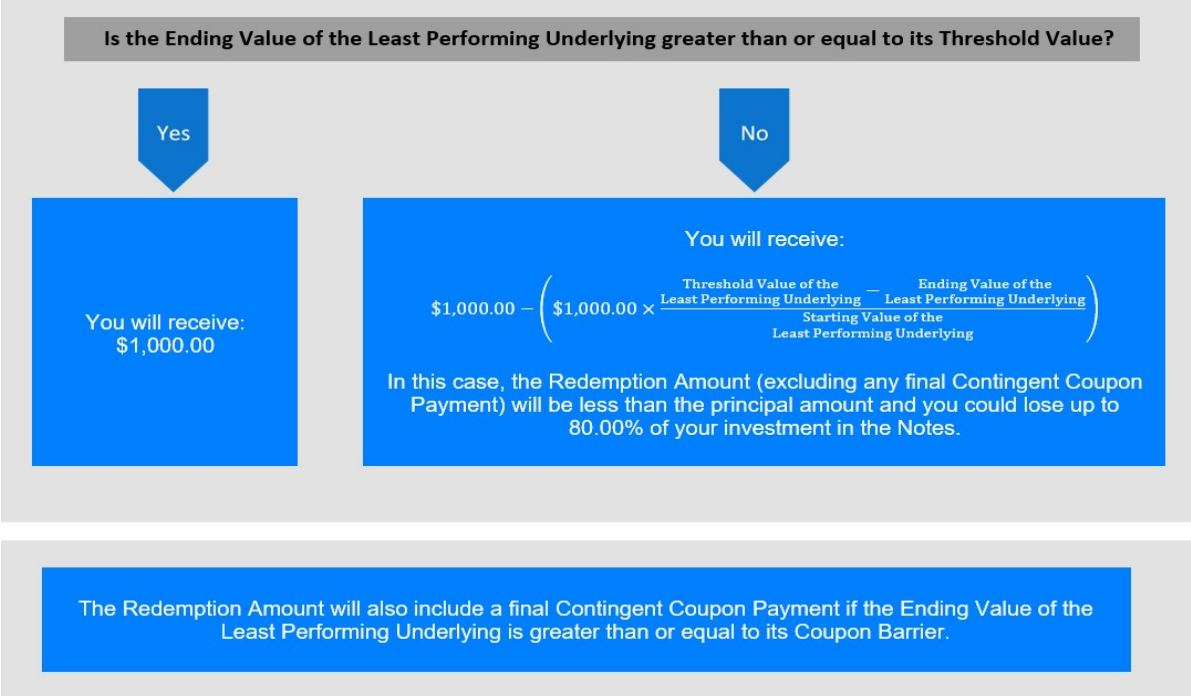 Is the Ending Value of the Least Performing Underlying greater than or equal to its Threshold Value?
Yes
No
You will receive:
$1,000.00
You will receive:
$1,000.00 − ($1,000.00 × (Threshold Value of the Least Performing Underlying − Ending Value of the Least Performing Underlying) / Starting Value of the Least Performing Underlying)
In this case, the Redemption Amount (excluding any final Contingent Coupon
Payment) will be less than the principal amount and you could lose up to
80.00% of your investment in the Notes.
The Redemption Amount will also include a final Contingent Coupon Payment if the Ending Value of the
Least Performing Underlying is greater than or equal to its Coupon Barrier.